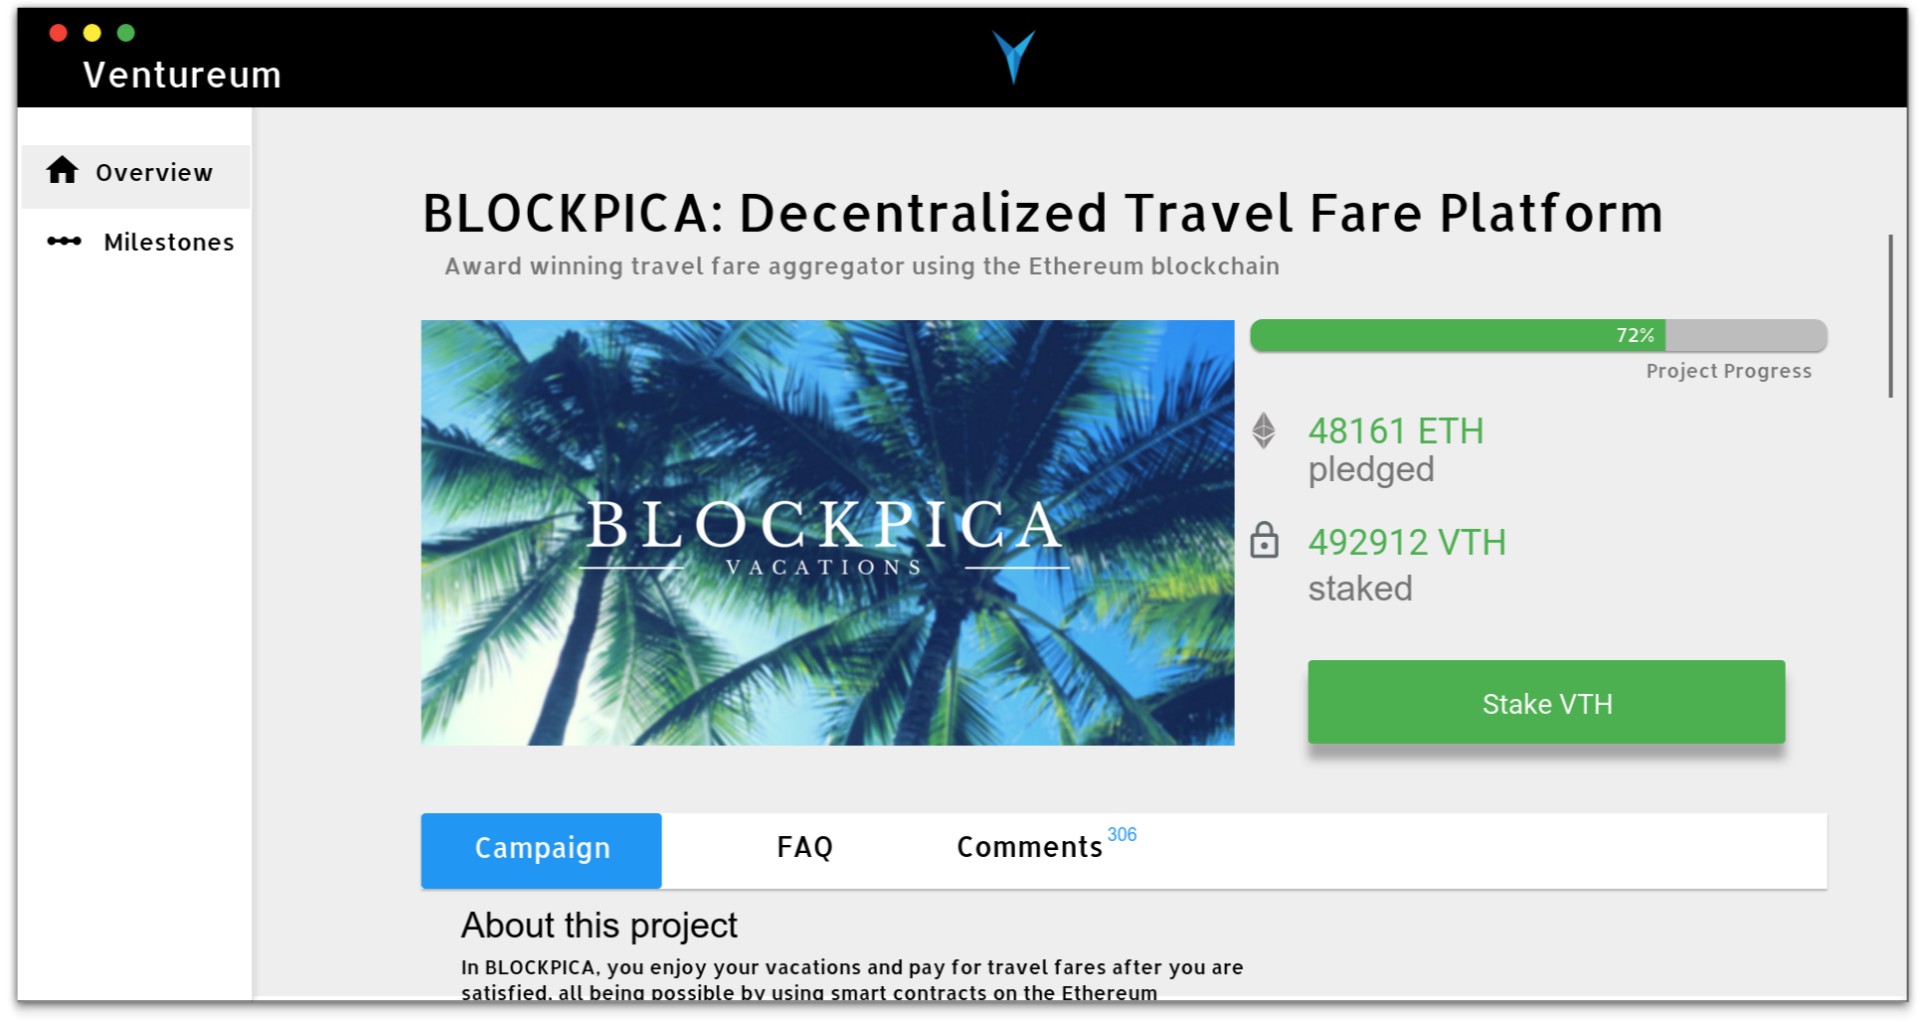 Ventureum
Overview
Milestones
BLOCKPICA: Decentralized Travel Fare Platform
Award winning travel fare aggregator using the Ethereum blockchain
BLOCKPICA
VACATIONS
72%
Project Progress
48161 ETH
pledged
492912 VTH
staked
Stake VTH
Campaign
FAQ
Comments 306
About this project
In BLOCKPICA, you enjoy your vacations and pay for travel fares after you are
satisfied, all being possible by using smart contracts on the Ethereum